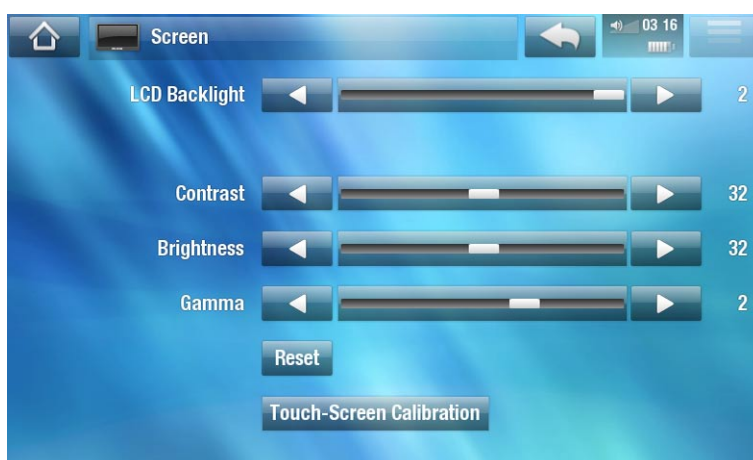 Screen
03 16
LCD Backlight 2
Contrast 32
Brightness 32
Gamma 2
Reset
Touch-Screen Calibration